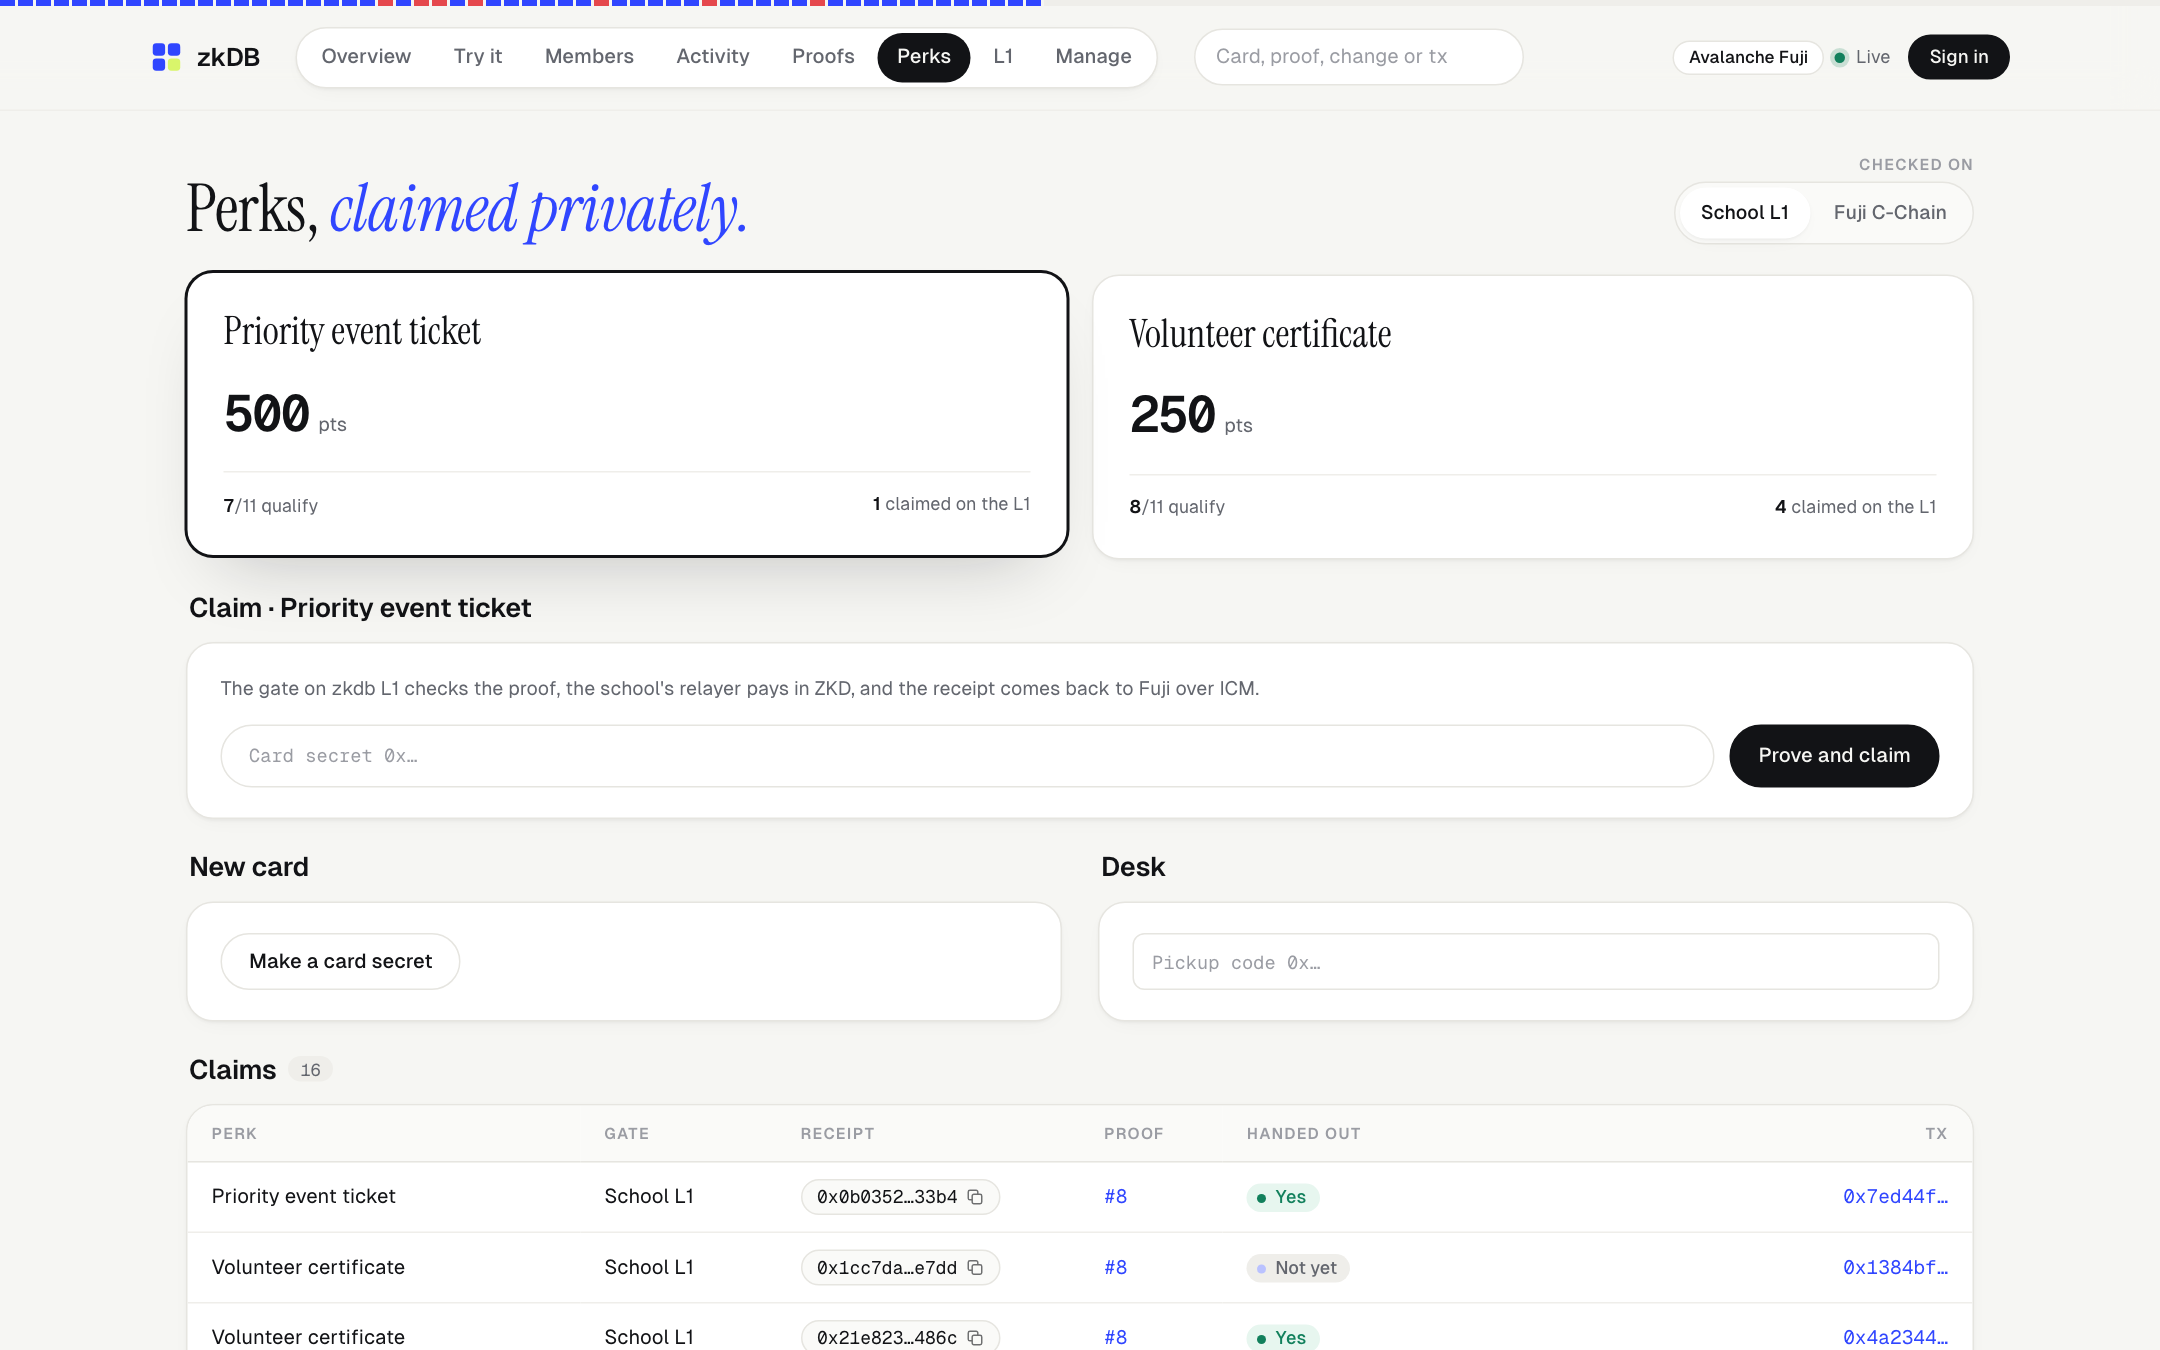 zkDB
Overview Try it Members Activity Proofs Perks L1 Manage
Card, proof, change or tx
Avalanche Fuji Live Sign in
CHECKED ON
Perks, claimed privately.
School L1 Fuji C-Chain
Priority event ticket
500 pts
7/11 qualify
1 claimed on the L1
Volunteer certificate
250 pts
8/11 qualify
4 claimed on the L1
Claim · Priority event ticket
The gate on zkdb L1 checks the proof, the school's relayer pays in ZKD, and the receipt comes back to Fuji over ICM.
Card secret 0x…
Prove and claim
New card
Make a card secret
Desk
Pickup code 0x…
Claims 16
PERK GATE RECEIPT PROOF HANDED OUT TX
Priority event ticket School L1 0x0b0352…33b4 #8 Yes 0x7ed44f…
Volunteer certificate School L1 0x1cc7da…e7dd #8 Not yet 0x1384bf…
Volunteer certificate School L1 0x21e823…486c #8 Yes 0x4a2344…